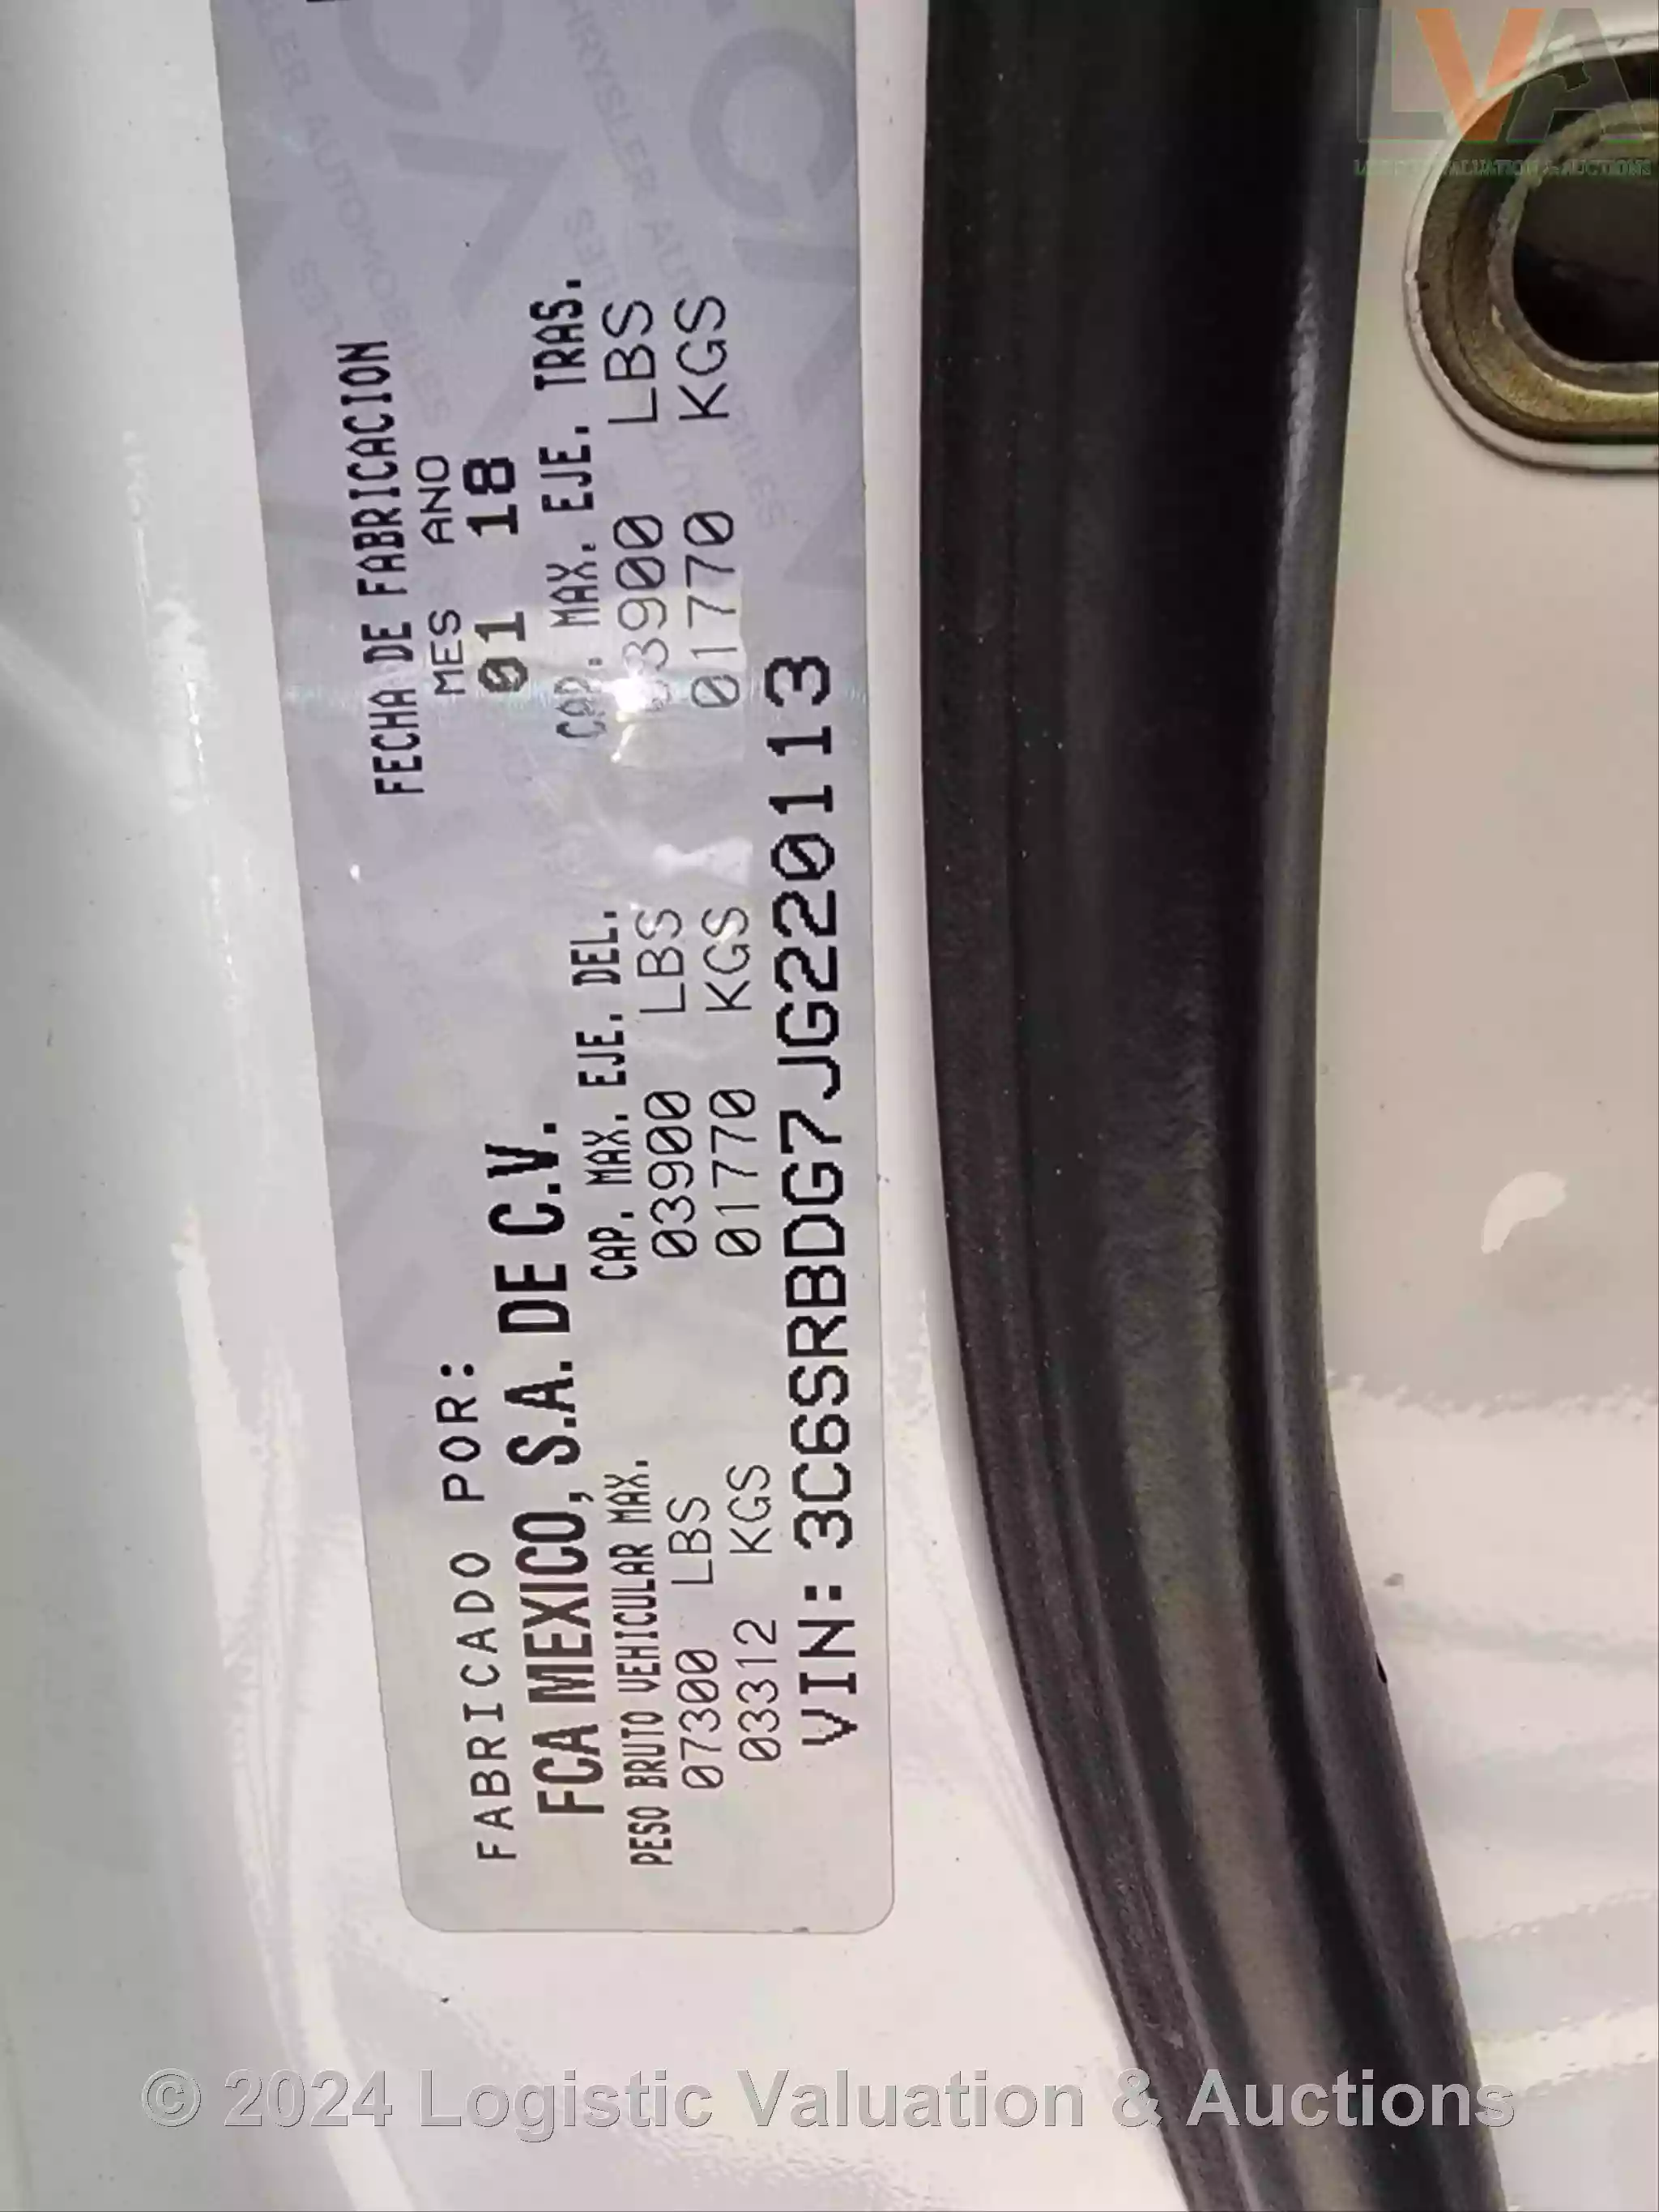 FABRICADO POR:
FCA MEXICO, S.A. DE C.V.
FECHA DE FABRICACION
MES ANO
01 18
PESO BRUTO VEHICULAR MAX.
07300 LBS
03312 KGS
CAP. MAX. EJE. DEL.
03900 LBS
01770 KGS
CAP. MAX. EJE. TRAS.
03900 LBS
01770 KGS
VIN: 3C6SRBDG7JG220113
LVA
© 2024 Logistic Valuation & Auctions